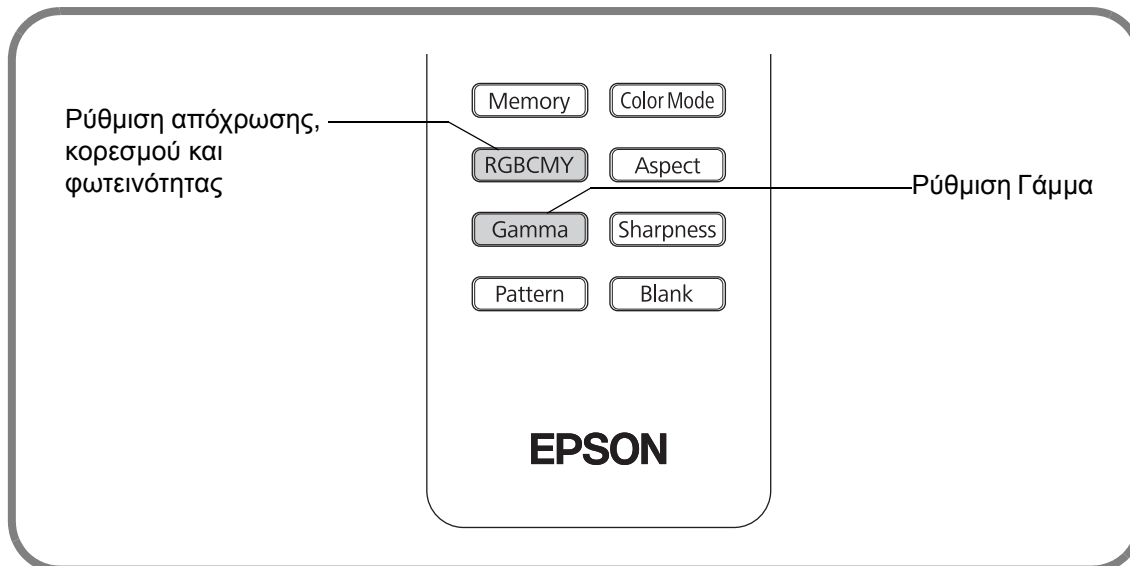 Memory
Color Mode
Ρύθμιση απόχρωσης,
κορεσμού και
φωτεινότητας
RGBCMY
Aspect
Ρύθμιση Γάμμα
Gamma
Sharpness
Pattern
Blank
EPSON